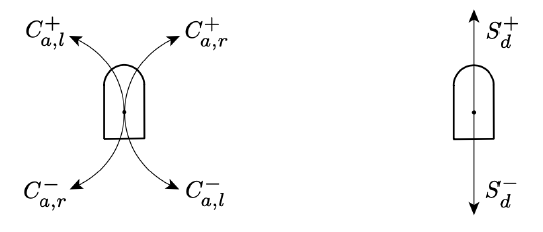 C⁺ₐ,ₗ C⁺ₐ,ᵣ S⁺_d
C⁻ₐ,ᵣ C⁻ₐ,ₗ S⁻_d